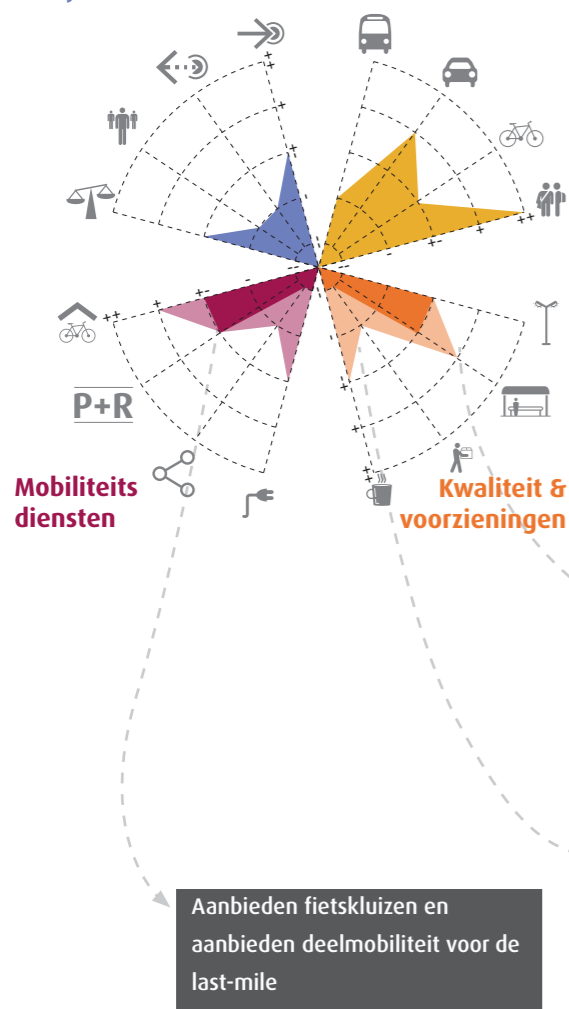 P+R
Mobiliteits
diensten
Kwaliteit &
voorzieningen
Aanbieden fietskluizen en
aanbieden deelmobiliteit voor de
last-mile